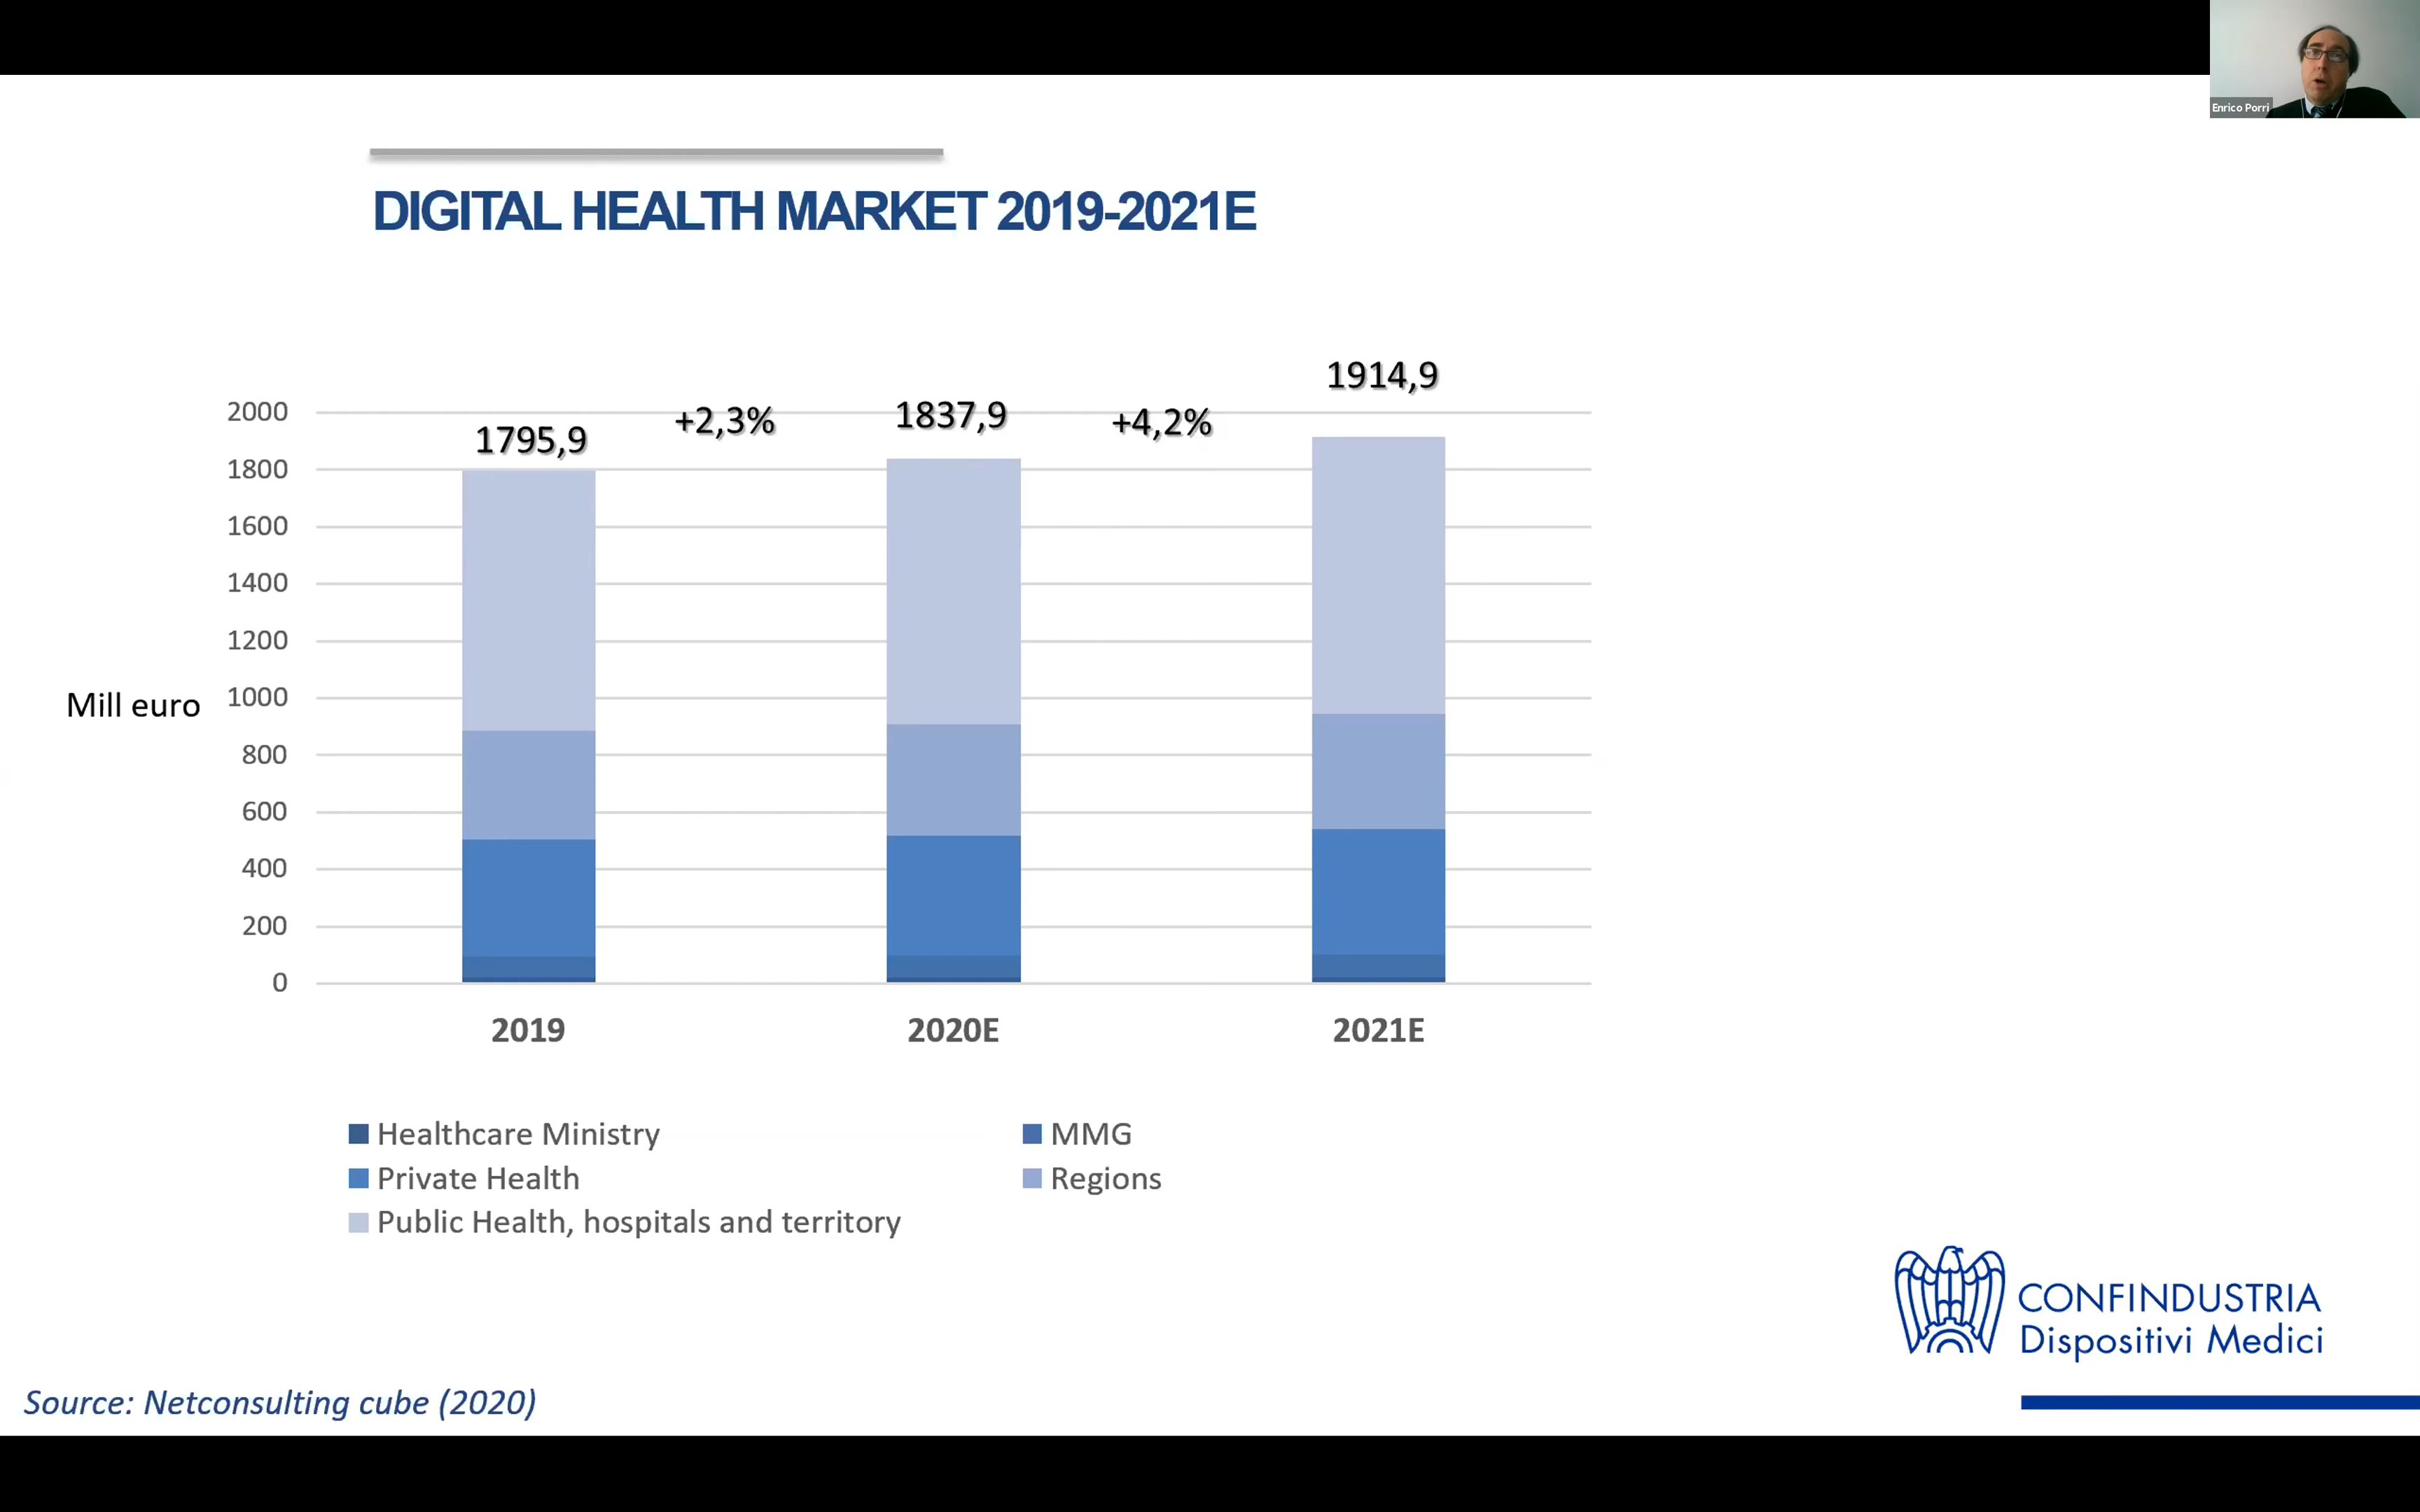 Enrico Porri
DIGITAL HEALTH MARKET 2019-2021E
1914,9
2000
+2,3%
1837,9
+4,2%
1795,9
1800
1600
1400
1200
Mill euro
1000
800
600
400
200
0
2019
2020E
2021E
Healthcare Ministry
MMG
Private Health
Regions
Public Health, hospitals and territory
CONFINDUSTRIA
Dispositivi Medici
Source: Netconsulting cube (2020)